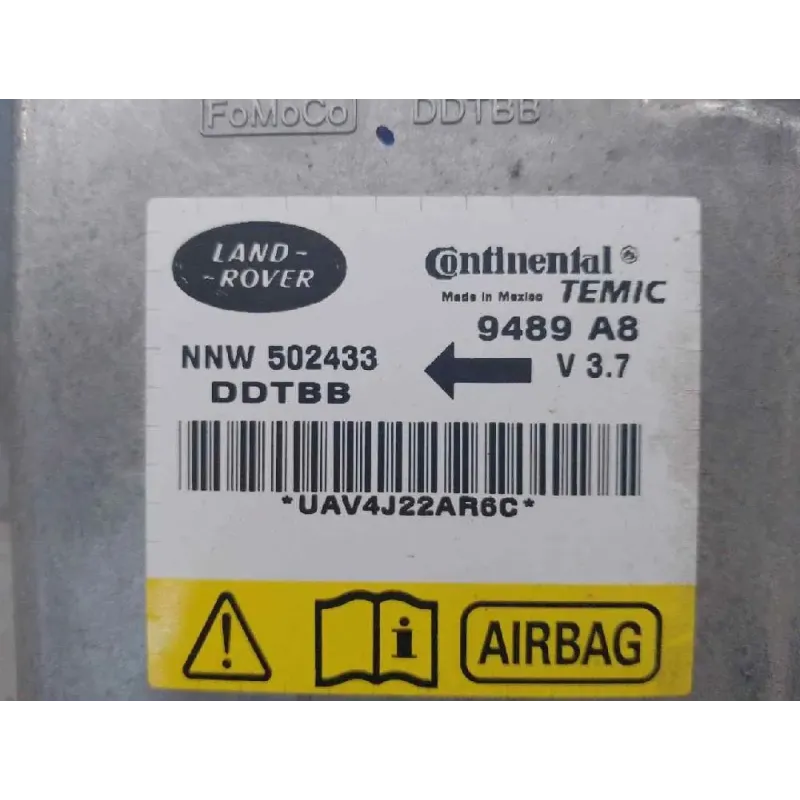 FoMoCo DDTBB
LAND-
-ROVER
Continental®
Made in Mexico TEMIC
9489 A8
NNW 502433
V 3.7
DDTBB
*UAV4J22AR6C*
i
AIRBAG